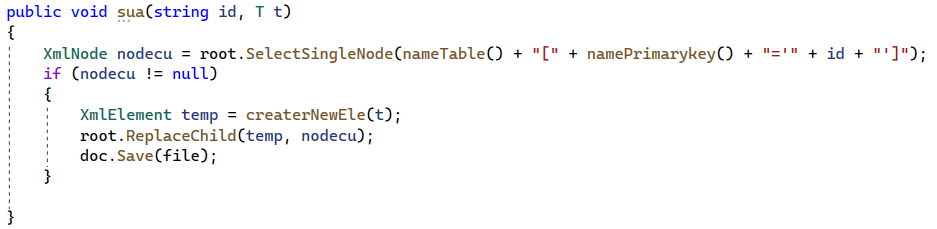 public void sua(string id, T t)
{
XmlNode nodecu = root.SelectSingleNode(nameTable() + "[" + namePrimarykey() + "='" + id + "']");
if (nodecu != null)
{
XmlElement temp = createrNewEle(t);
root.ReplaceChild(temp, nodecu);
doc.Save(file);
}
}